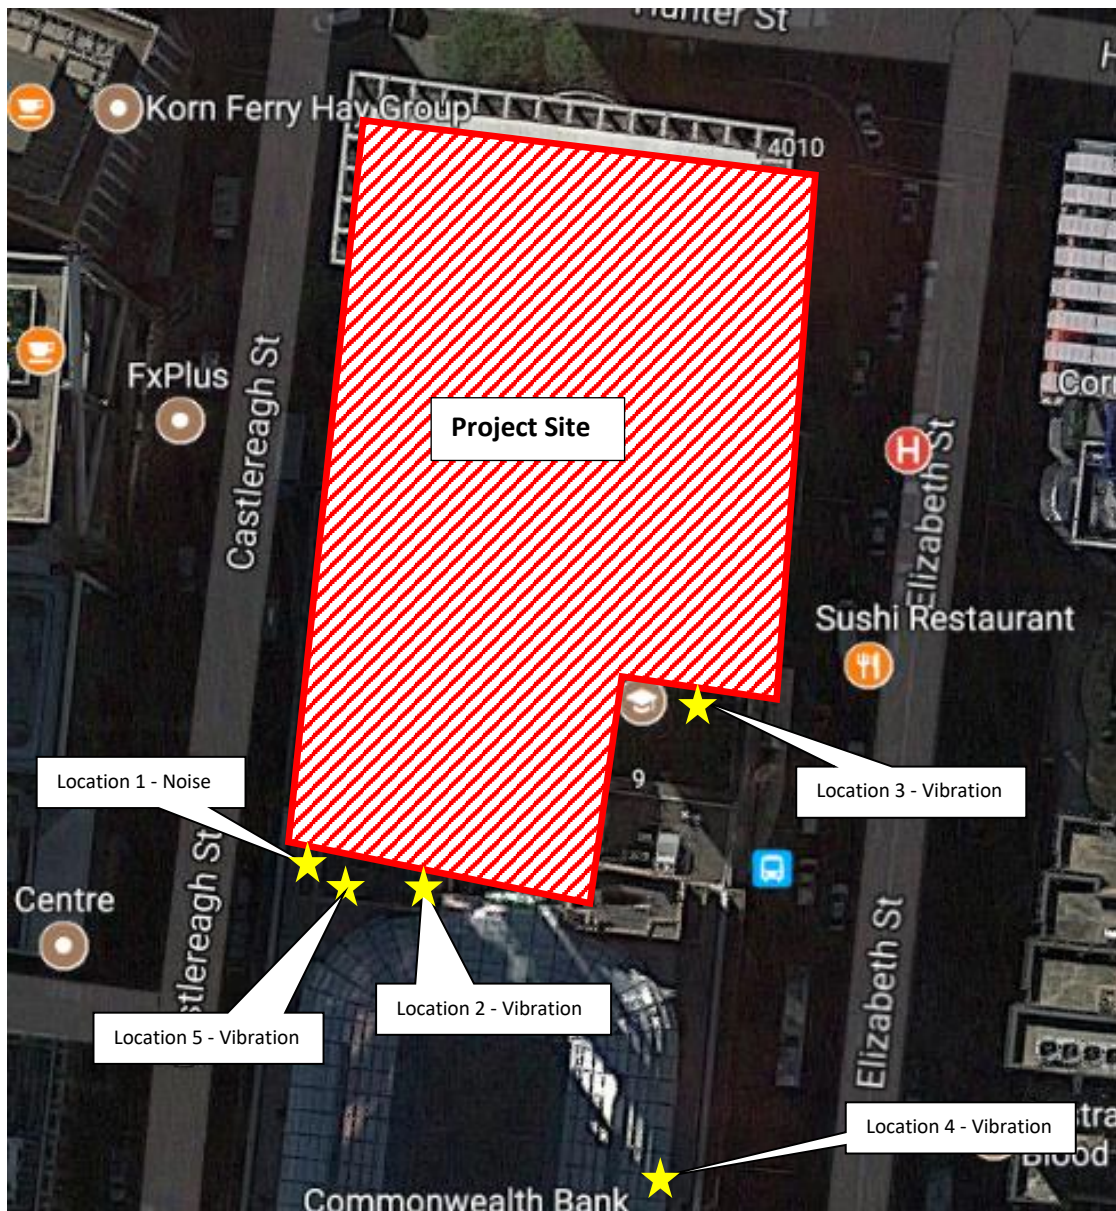 Hunter St
Korn Ferry Hay Group
4010
FxPlus
Castlereagh St
Project Site
H
Elizabeth St
Sushi Restaurant
Location 1 - Noise
9
Location 3 - Vibration
Centre
Castlereagh St
Elizabeth St
Location 2 - Vibration
Location 5 - Vibration
Location 4 - Vibration
Blood
Commonwealth Bank